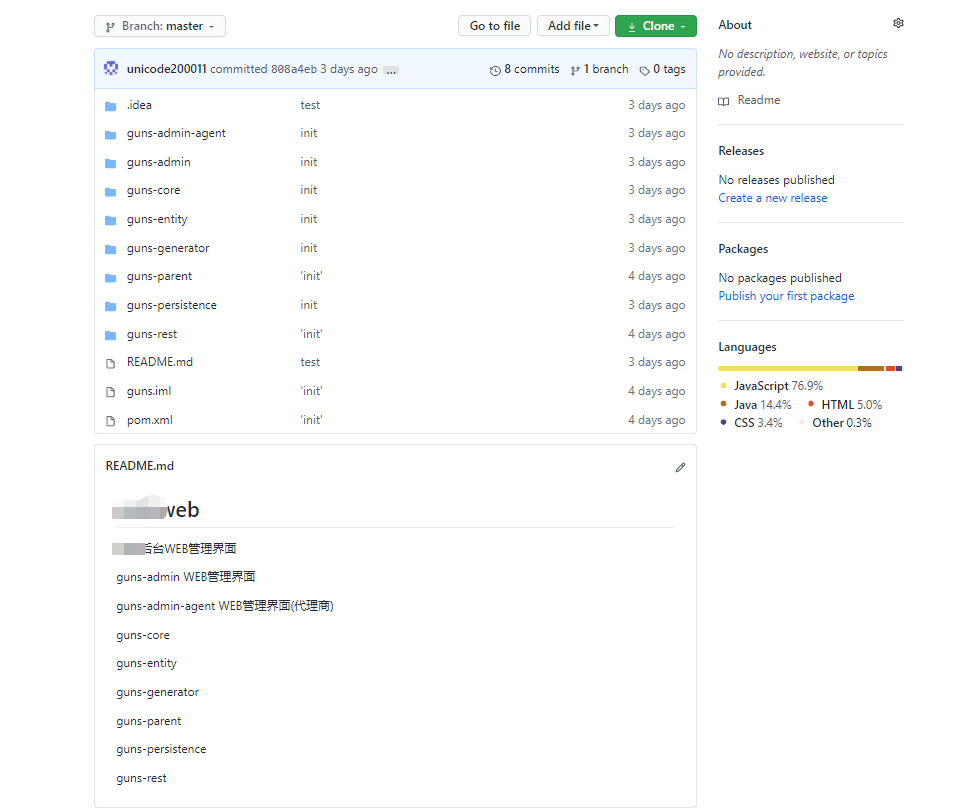 Branch: master
Go to file
Add file
Clone
unicode200011 committed 808a4eb 3 days ago ...
8 commits
1 branch
0 tags
.idea test 3 days ago
guns-admin-agent init 3 days ago
guns-admin init 3 days ago
guns-core init 3 days ago
guns-entity init 3 days ago
guns-generator init 3 days ago
guns-parent 'init' 4 days ago
guns-persistence init 3 days ago
guns-rest 'init' 4 days ago
README.md test 3 days ago
guns.iml 'init' 4 days ago
pom.xml 'init' 4 days ago
README.md
web
后台WEB管理界面
guns-admin WEB管理界面
guns-admin-agent WEB管理界面(代理商)
guns-core
guns-entity
guns-generator
guns-parent
guns-persistence
guns-rest
About
No description, website, or topics
provided.
Readme
Releases
No releases published
Create a new release
Packages
No packages published
Publish your first package
Languages
JavaScript 76.9%
Java 14.4% HTML 5.0%
CSS 3.4% Other 0.3%